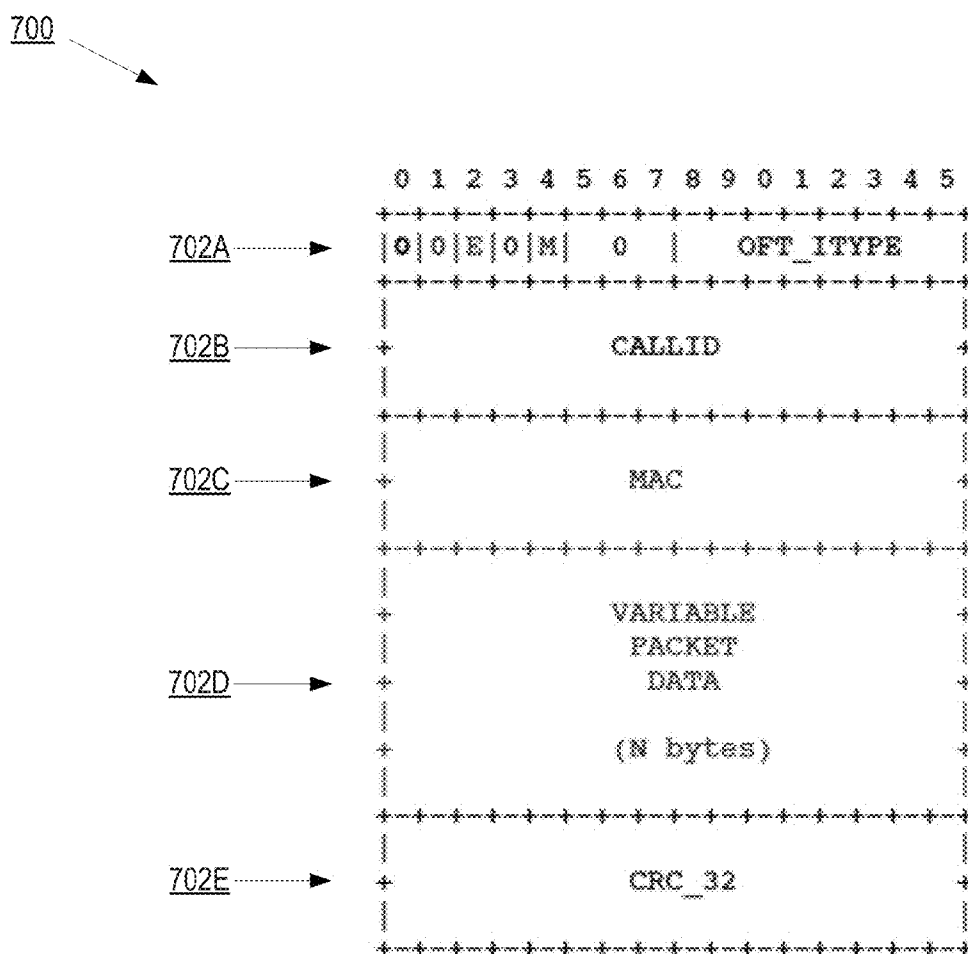 700
0 1 2 3 4 5 6 7 8 9 0 1 2 3 4 5
+-+-+-+-+-+-+-+-+-+-+-+-+-+-+-+-+
702A |0|0|E|0|M| 0 | OFT_ITYPE |
+-+-+-+-+-+-+-+-+-+-+-+-+-+-+-+-+
| |
702B + CALLID +
| |
+-+-+-+-+-+-+-+-+-+-+-+-+-+-+-+-+
| |
702C + MAC +
| |
+-+-+-+-+-+-+-+-+-+-+-+-+-+-+-+-+
| |
+ VARIABLE +
| PACKET |
702D + DATA +
| |
+ (N bytes) +
| |
+-+-+-+-+-+-+-+-+-+-+-+-+-+-+-+-+
| |
702E + CRC_32 +
| |
+-+-+-+-+-+-+-+-+-+-+-+-+-+-+-+-+